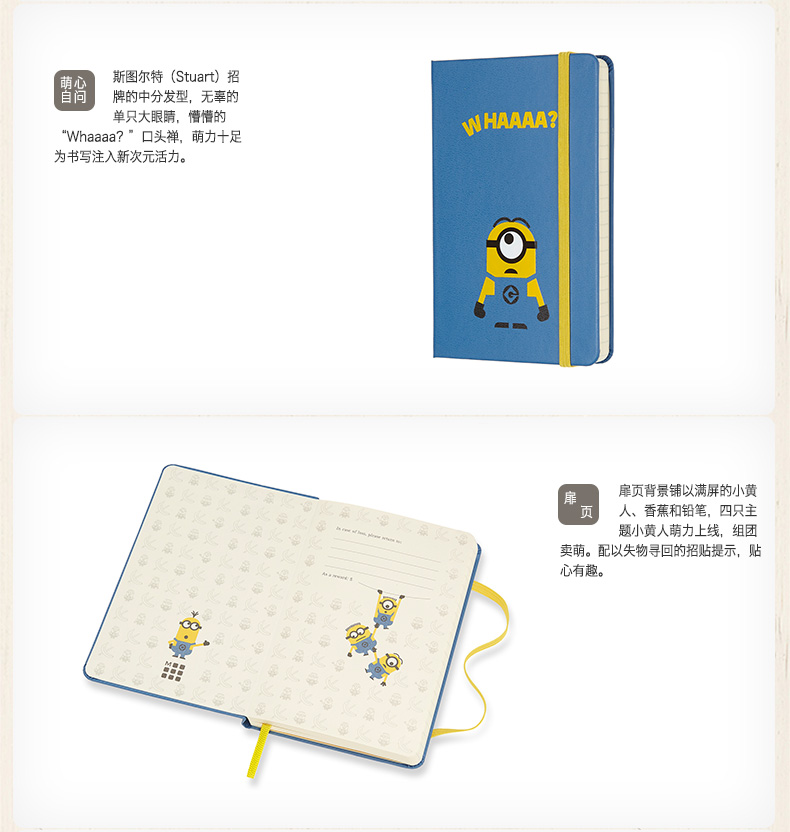 萌心
自问
斯图尔特（Stuart）招
牌的中分发型，无辜的
单只大眼睛，懵懵的
“Whaaaa？”口头禅，萌力十足
为书写注入新次元活力。
WHAAAA?
扉
页
扉页背景铺以满屏的小黄
人、香蕉和铅笔，四只主
题小黄人萌力上线，组团
卖萌。配以失物寻回的招贴提示，贴
心有趣。
In case of loss, please return to:
As a reward: $
M